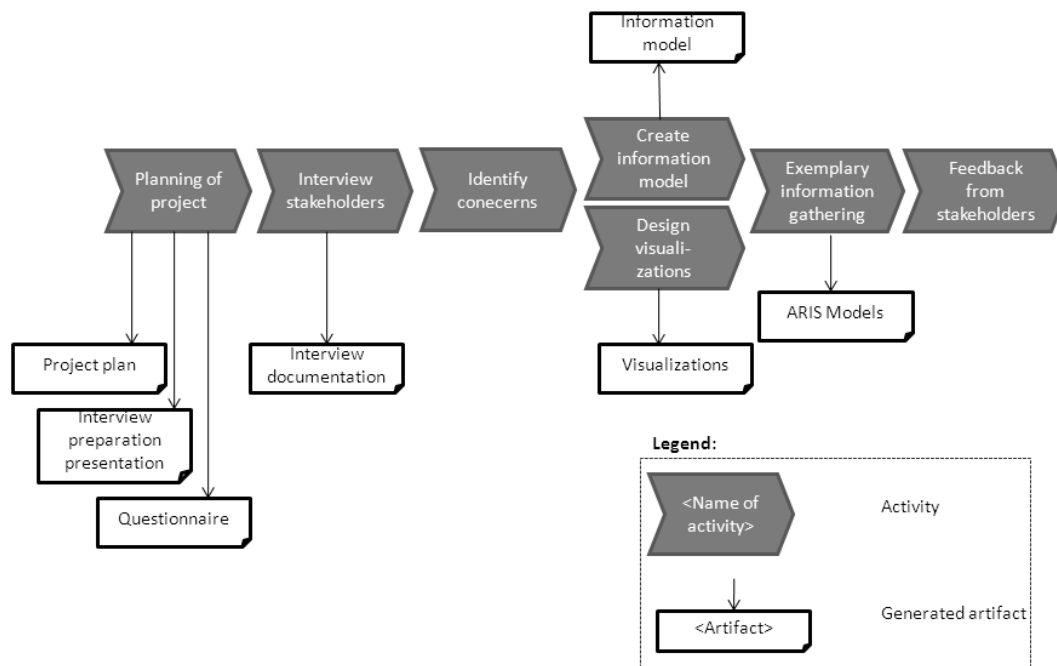 Information
model
Planning of
project
Interview
stakeholders
Identify
conecerns
Create
information
model
Design
visuali-
zations
Exemplary
information
gathering
Feedback
from
stakeholders
Project plan
Interview
preparation
presentation
Questionnaire
Interview
documentation
Visualizations
ARIS Models
Legend:
<Name of
activity>
Activity
<Artifact>
Generated artifact